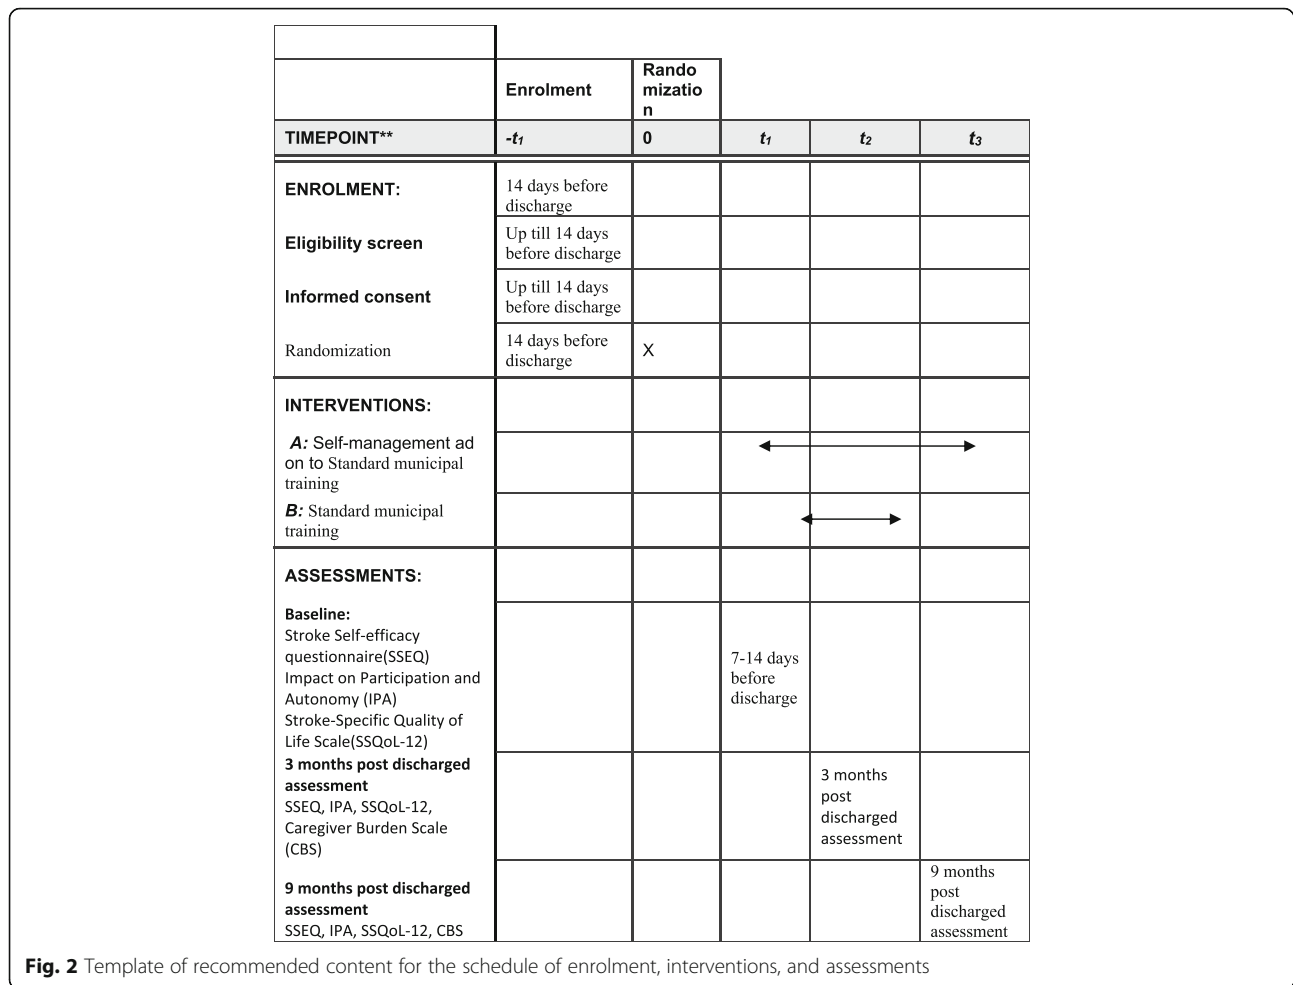 Enrolment
Rando
mizatio
n
TIMEPOINT** -t1 0 t1 t2 t3
ENROLMENT:
14 days before
discharge
Eligibility screen
Up till 14 days
before discharge
Informed consent
Up till 14 days
before discharge
Randomization
14 days before
discharge
X
INTERVENTIONS:
A: Self-management ad
on to Standard municipal
training
B: Standard municipal
training
ASSESSMENTS:
Baseline:
Stroke Self-efficacy
questionnaire(SSEQ)
Impact on Participation and
Autonomy (IPA)
Stroke-Specific Quality of
Life Scale(SSQoL-12)
7-14 days
before
discharge
3 months post discharged
assessment
SSEQ, IPA, SSQoL-12,
Caregiver Burden Scale
(CBS)
3 months
post
discharged
assessment
9 months post discharged
assessment
SSEQ, IPA, SSQoL-12, CBS
9 months
post
discharged
assessment
Fig. 2 Template of recommended content for the schedule of enrolment, interventions, and assessments